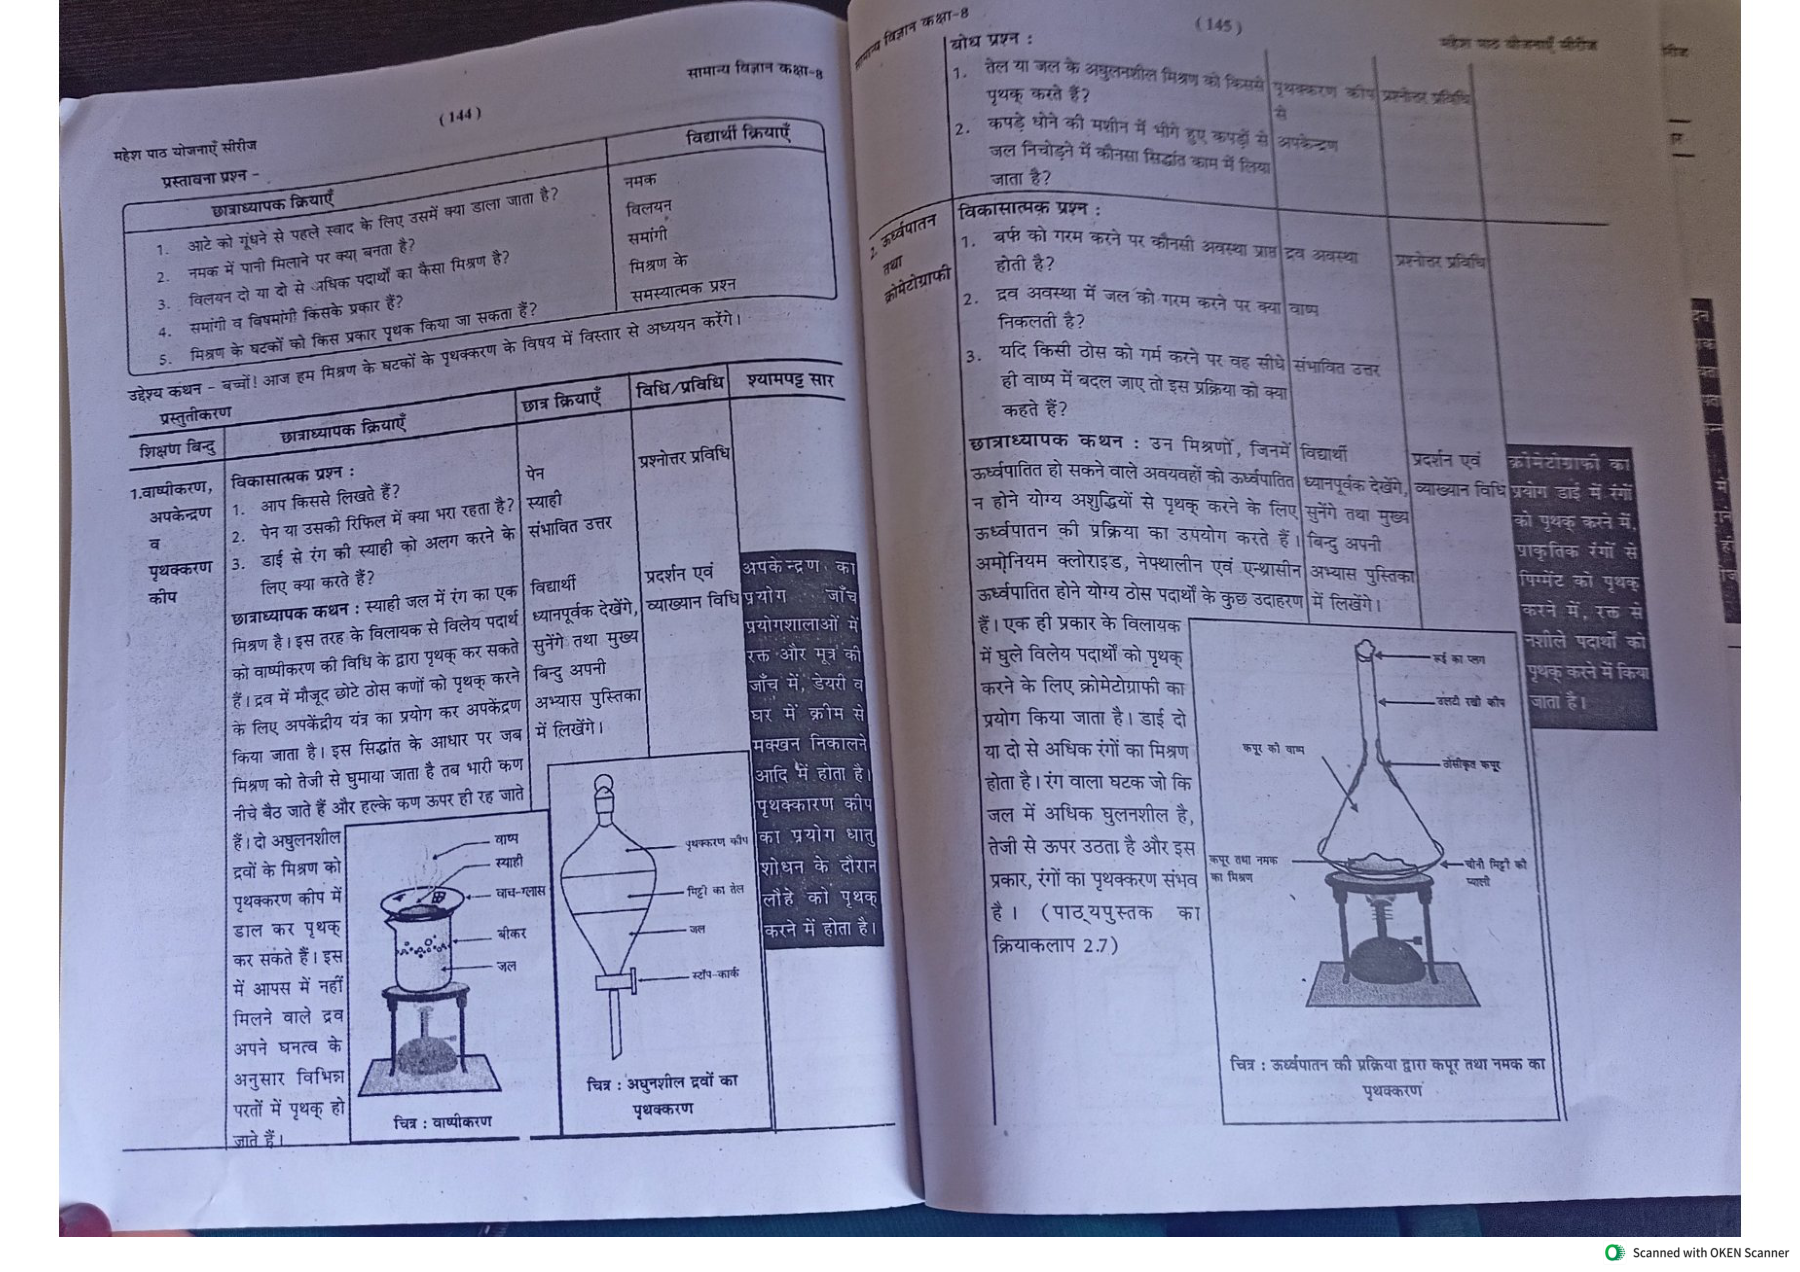 सामान्य विज्ञान कक्षा-8
(144)
महेश पाठ योजनाएँ सीरीज
प्रस्तावना प्रश्न -
छात्राध्यापक क्रियाएँ
विद्यार्थी क्रियाएँ
1. आटे को गूंधने से पहले स्वाद के लिए उसमें क्या डाला जाता है?
नमक
2. नमक में पानी मिलाने पर क्या बनता है?
विलयन
3. विलयन दो या दो से अधिक पदार्थों का कैसा मिश्रण है?
समांगी
4. समांगी व विषमांगी किसके प्रकार हैं?
मिश्रण के
5. मिश्रण के घटकों को किस प्रकार पृथक किया जा सकता हैं?
समस्यात्मक प्रश्न
उद्देश्य कथन - बच्चों! आज हम मिश्रण के घटकों के पृथक्करण के विषय में विस्तार से अध्ययन करेंगे।
प्रस्तुतीकरण
शिक्षण बिन्दु
छात्राध्यापक क्रियाएँ
छात्र क्रियाएँ
विधि/प्रविधि
श्यामपट्ट सार
1.वाष्पीकरण,
अपकेन्द्रण
व
पृथक्करण
कीप
विकासात्मक प्रश्न :
1. आप किससे लिखते हैं?
2. पेन या उसकी रिफिल में क्या भरा रहता है?
3. डाई से रंग की स्याही को अलग करने के
लिए क्या करते हैं?
छात्राध्यापक कथन : स्याही जल में रंग का एक
मिश्रण है। इस तरह के विलायक से विलेय पदार्थ
को वाष्पीकरण की विधि के द्वारा पृथक् कर सकते
हैं। द्रव में मौजूद छोटे ठोस कणों को पृथक् करने
के लिए अपकेंद्रीय यंत्र का प्रयोग कर अपकेंद्रण
किया जाता है। इस सिद्धांत के आधार पर जब
मिश्रण को तेजी से घुमाया जाता है तब भारी कण
नीचे बैठ जाते हैं और हल्के कण ऊपर ही रह जाते
हैं। दो अघुलनशील
द्रवों के मिश्रण को
पृथक्करण कीप में
डाल कर पृथक्
कर सकते हैं। इस
में आपस में नहीं
मिलने वाले द्रव
अपने घनत्व के
अनुसार विभिन्न
परतों में पृथक् हो
जाते हैं।
पेन
स्याही
संभावित उत्तर
विद्यार्थी
ध्यानपूर्वक देखेंगे,
सुनेंगे तथा मुख्य
बिन्दु अपनी
अभ्यास पुस्तिका
में लिखेंगे।
प्रश्नोत्तर प्रविधि
प्रदर्शन एवं
व्याख्यान विधि
अपकेन्द्रण का
प्रयोग जाँच
प्रयोगशालाओं में
रक्त और मूत्र की
जाँच में, डेयरी व
घर में क्रीम से
मक्खन निकालने
आदि में होता है।
पृथक्कारण कीप
का प्रयोग धातु
शोधन के दौरान
लौहे को पृथक्
करने में होता है।
वाष्प
स्याही
वाच-ग्लास
बीकर
जल
चित्र : वाष्पीकरण
पृथक्करण कीप
मिट्टी का तेल
जल
स्टॉप-कार्क
चित्र : अघुनशील द्रवों का
पृथक्करण
सामान्य विज्ञान कक्षा-8
(145)
महेश पाठ योजनाएँ सीरीज
बोध प्रश्न :
1. तेल या जल के अघुलनशील मिश्रण को किससे
पृथक् करते हैं?
2. कपड़े धोने की मशीन में भीगे हुए कपड़ों से
जल निचोड़ने में कौनसा सिद्धांत काम में लिया
जाता है?
पृथक्करण कीप
से
अपकेन्द्रण
प्रश्नोत्तर प्रविधि
2. ऊर्ध्वपातन
तथा
क्रोमेटोग्राफी
विकासात्मक प्रश्न :
1. बर्फ को गरम करने पर कौनसी अवस्था प्राप्त
होती है?
2. द्रव अवस्था में जल को गरम करने पर क्या
निकलती है?
3. यदि किसी ठोस को गर्म करने पर वह सीधे
ही वाष्प में बदल जाए तो इस प्रक्रिया को क्या
कहते हैं?
द्रव अवस्था
वाष्प
संभावित उत्तर
प्रश्नोत्तर प्रविधि
छात्राध्यापक कथन : उन मिश्रणों, जिनमें
ऊर्ध्वपातित हो सकने वाले अवयवहों को ऊर्ध्वपातित
न होने योग्य अशुद्धियों से पृथक् करने के लिए
ऊर्ध्वपातन की प्रक्रिया का उपयोग करते हैं।
अमोनियम क्लोराइड, नेफ्थालीन एवं एन्थ्रासीन
ऊर्ध्वपातित होने योग्य ठोस पदार्थों के कुछ उदाहरण
हैं। एक ही प्रकार के विलायक
में घुले विलेय पदार्थों को पृथक्
करने के लिए क्रोमेटोग्राफी का
प्रयोग किया जाता है। डाई दो
या दो से अधिक रंगों का मिश्रण
होता है। रंग वाला घटक जो कि
जल में अधिक घुलनशील है,
तेजी से ऊपर उठता है और इस
प्रकार, रंगों का पृथक्करण संभव
है। (पाठ्यपुस्तक का
क्रियाकलाप 2.7)
विद्यार्थी
ध्यानपूर्वक देखेंगे,
सुनेंगे तथा मुख्य
बिन्दु अपनी
अभ्यास पुस्तिका
में लिखेंगे।
प्रदर्शन एवं
व्याख्यान विधि
क्रोमेटोग्राफी का
प्रयोग डाई में रंगों
को पृथक् करने में,
प्राकृतिक रंगों से
पिग्मेंट को पृथक्
करने में, रक्त से
नशीले पदार्थों को
पृथक् करने में किया
जाता है।
रूई का प्लग
उलटी रखी कीप
कपूर की वाष्प
ठोसीकृत कपूर
कपूर तथा नमक
का मिश्रण
चीनी मिट्टी की
प्याली
चित्र : ऊर्ध्वपातन की प्रक्रिया द्वारा कपूर तथा नमक का
पृथक्करण
Scanned with OKEN Scanner